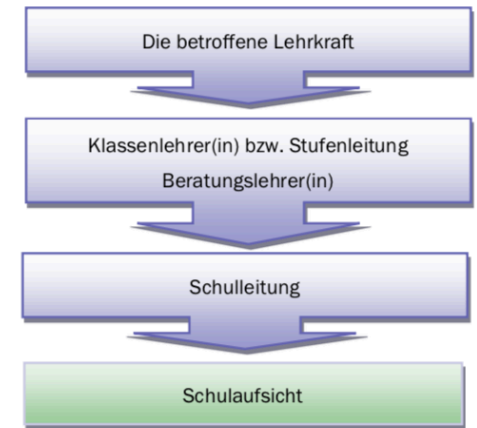 Die betroffene Lehrkraft
Klassenlehrer(in) bzw. Stufenleitung
Beratungslehrer(in)
Schulleitung
Schulaufsicht